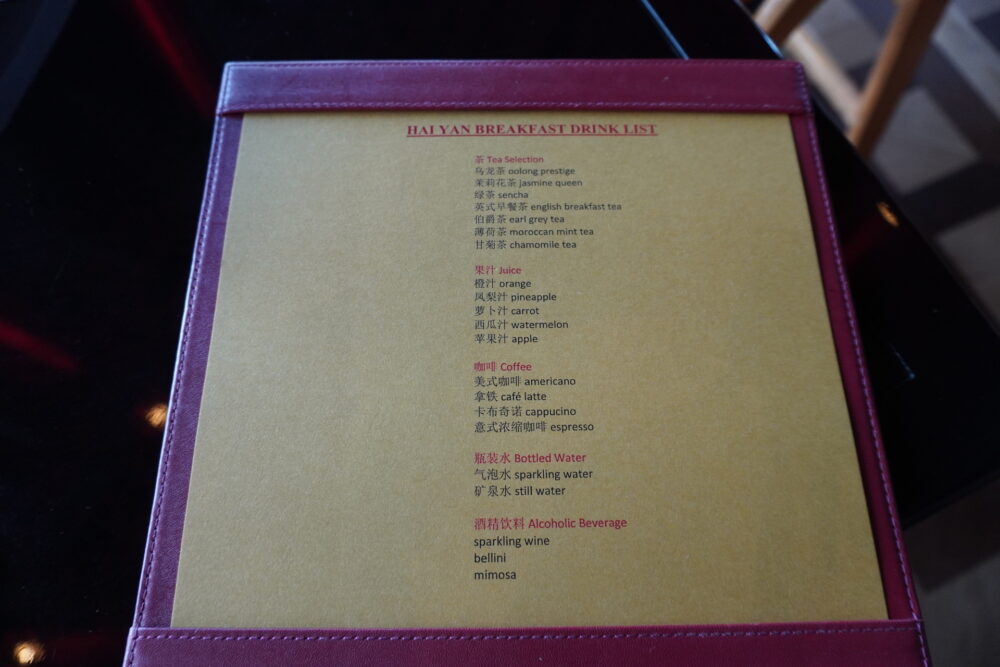 HAI YAN BREAKFAST DRINK LIST
茶 Tea Selection
乌龙茶 oolong prestige
茉莉花茶 jasmine queen
绿茶 sencha
英式早餐茶 english breakfast tea
伯爵茶 earl grey tea
薄荷茶 moroccan mint tea
甘菊茶 chamomile tea
果汁 Juice
橙汁 orange
凤梨汁 pineapple
萝卜汁 carrot
西瓜汁 watermelon
苹果汁 apple
咖啡 Coffee
美式咖啡 americano
拿铁 café latte
卡布奇诺 cappucino
意式浓缩咖啡 espresso
瓶装水 Bottled Water
气泡水 sparkling water
矿泉水 still water
酒精饮料 Alcoholic Beverage
sparkling wine
bellini
mimosa